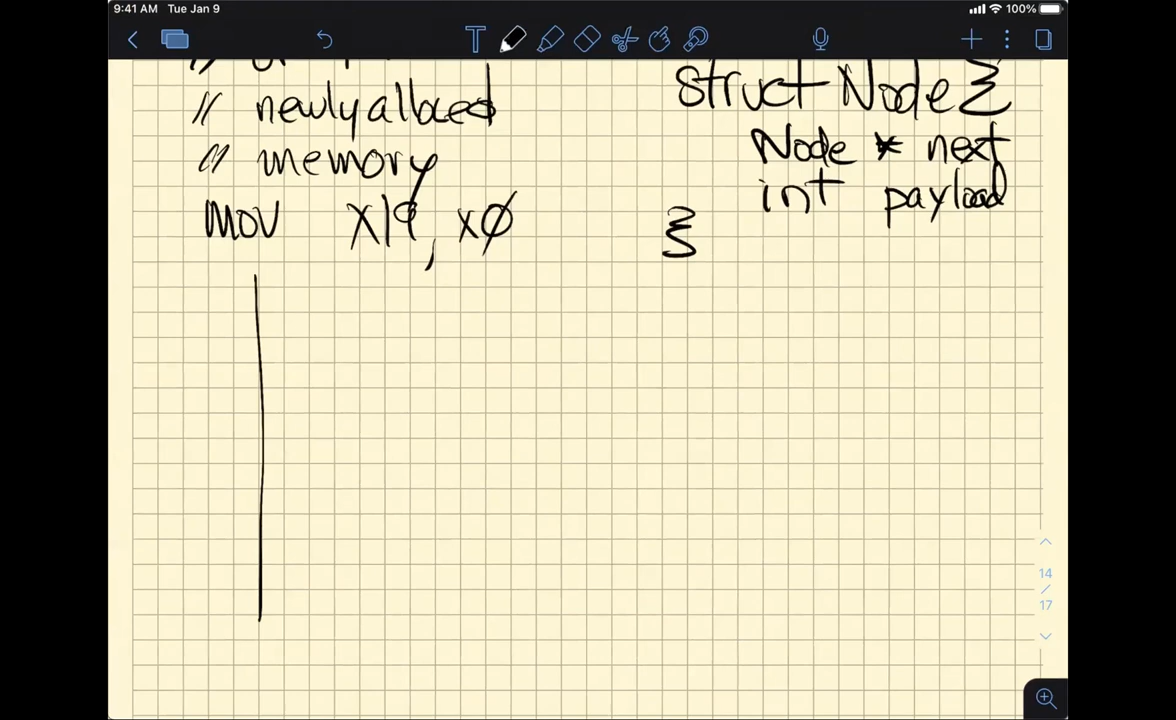 9:41 AM Tue Jan 9
100%
T
// newly alloced
// memory
mov x19, x0
struct Node {
Node * next
int payload
}
14
/
17